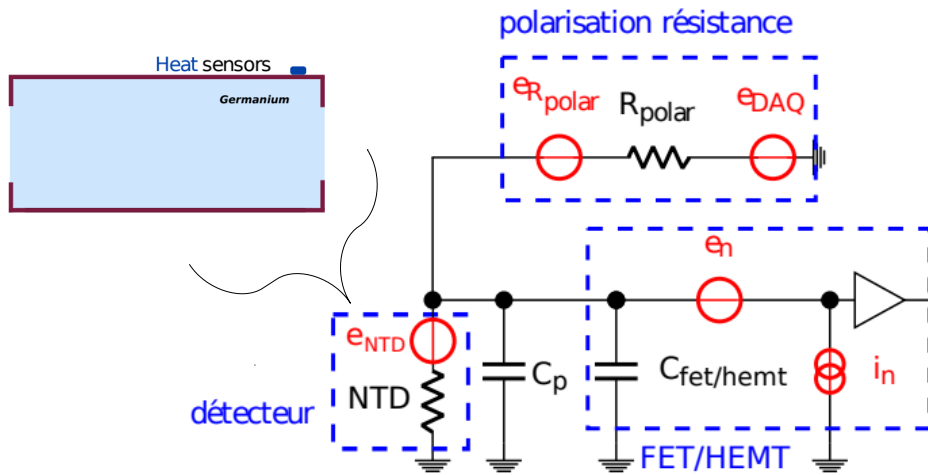 polarisation résistance
Heat sensors
Germanium
eRpolar
Rpolar
eDAQ
en
eNTD
NTD
Cp
Cfet/hemt
in
détecteur
FET/HEMT